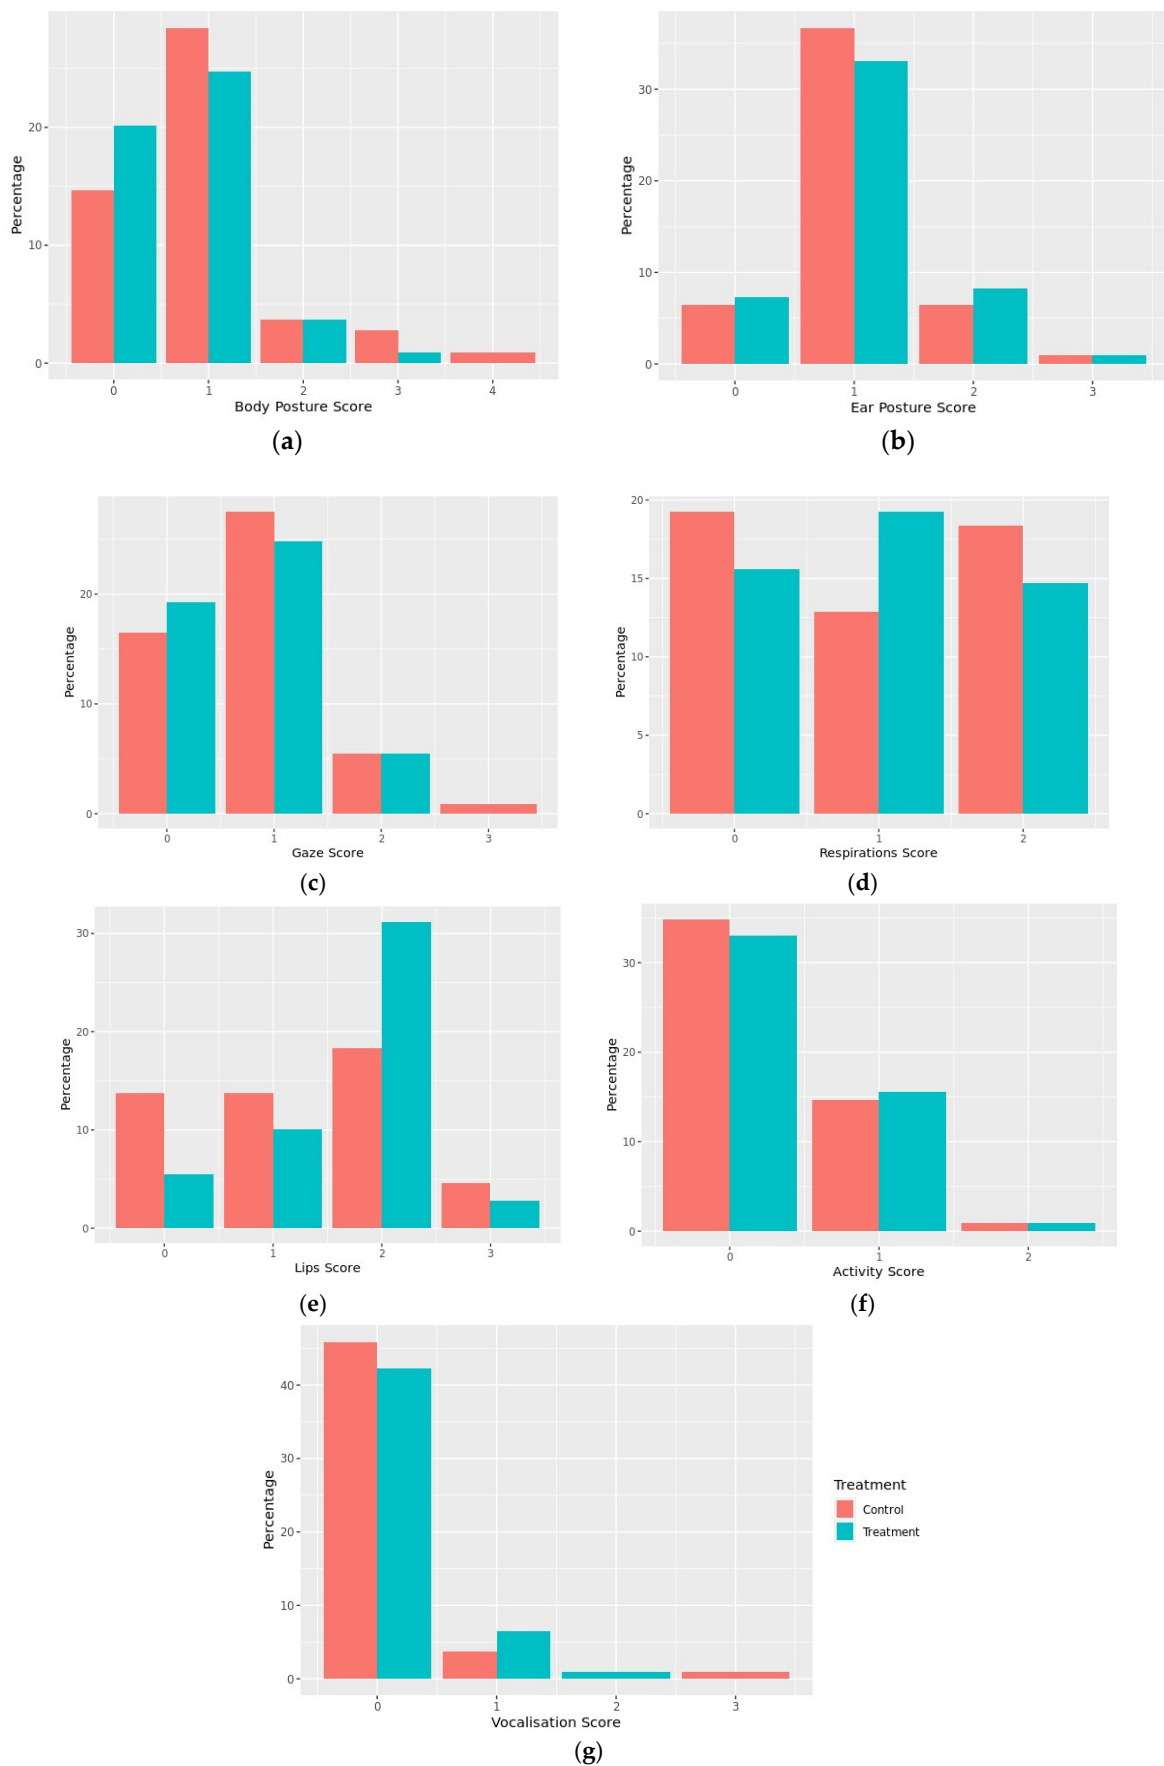 Percentage
20
10
0
0 1 2 3 4
Body Posture Score
(a)
Percentage
30
20
10
0
0 1 2 3
Ear Posture Score
(b)
Percentage
20
10
0
0 1 2 3
Gaze Score
(c)
Percentage
20
15
10
5
0
0 1 2
Respirations Score
(d)
Percentage
30
20
10
0
0 1 2 3
Lips Score
(e)
Percentage
30
20
10
0
0 1 2
Activity Score
(f)
Percentage
40
30
20
10
0
0 1 2 3
Vocalisation Score
(g)
Treatment
Control
Treatment